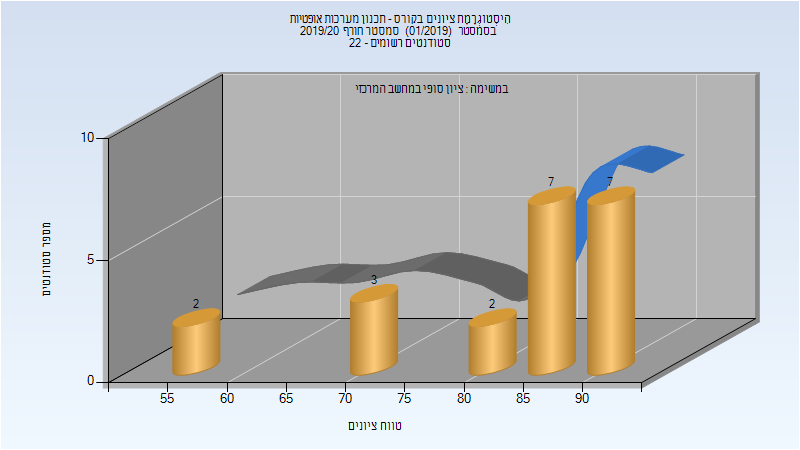 היסטוגרמת ציונים בקורס - תכנון מערכות אופטיות
בסמסטר (01/2019) סמסטר חורף 2019/20
סטודנטים רשומים - 22
במשימה : ציון סופי במחשב המרכזי
10
5
0
מספר סטודנטים
2
3
2
7
7
55
60
65
70
75
80
85
90
טווח ציונים